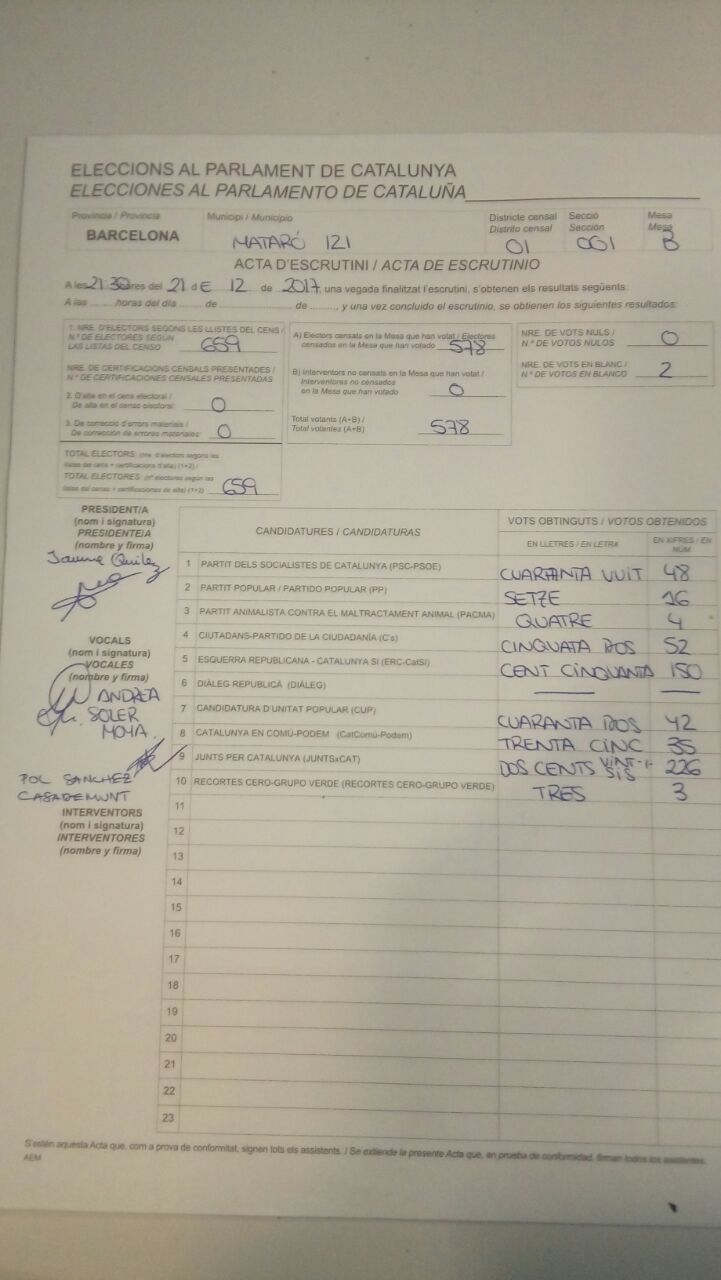 ELECCIONS AL PARLAMENT DE CATALUNYA
ELECCIONES AL PARLAMENTO DE CATALUÑA
Provincia / Provincia
BARCELONA
Municipi / Municipio
MATARÓ 121
Districte censal
Distrito censal
01
Secció
Sección
001
Mesa
Mesa
B
ACTA D'ESCRUTINI / ACTA DE ESCRUTINIO
A les 21:30 ores del 21 dE 12 de 2017, una vegada finalitzat l'escrutini, s'obtenen els resultats següents:
A las ........ horas del día ...... de .................... de ........, y una vez concluido el escrutinio, se obtienen los siguientes resultados:
1. NRE. D'ELECTORS SEGONS LES LLISTES DEL CENS /
N.º DE ELECTORES SEGÚN
LAS LISTAS DEL CENSO 659
NRE. DE CERTIFICACIONS CENSALS PRESENTADES /
N.º DE CERTIFICACIONES CENSALES PRESENTADAS
2. D'alta en el cens electoral /
De alta en el censo electoral: 0
3. De correcció d'errors materials /
De corrección de errores materiales: 0
TOTAL ELECTORS: (nre. d'electors segons les
llistes del cens + certificacions d'alta) (1+2) /
TOTAL ELECTORES: (nº electores según las
listas del censo + certificaciones de alta) (1+2) 659
A) Electors censats en la Mesa que han votat / Electores
censados en la Mesa que han votado 578
B) Interventors no censats en la Mesa que han votat /
Interventores no censados
en la Mesa que han votado 0
Total votants (A+B) /
Total votantes (A+B) 578
NRE. DE VOTS NULS /
N.º DE VOTOS NULOS 0
NRE. DE VOTS EN BLANC /
N.º DE VOTOS EN BLANCO 2
PRESIDENT/A
(nom i signatura)
PRESIDENTE/A
(nombre y firma)
Jaume Quilez
VOCALS
(nom i signatura)
VOCALES
(nombre y firma)
ANDREA
SOLER
MOYA
POL SANCHEZ
CASADEMUNT
INTERVENTORS
(nom i signatura)
INTERVENTORES
(nombre y firma)
CANDIDATURES / CANDIDATURAS
VOTS OBTINGUTS / VOTOS OBTENIDOS
EN LLETRES / EN LETRA
EN XIFRES / EN NÚM
1 PARTIT DELS SOCIALISTES DE CATALUNYA (PSC-PSOE) CUARANTA VUIT 48
2 PARTIT POPULAR / PARTIDO POPULAR (PP) SETZE 16
3 PARTIT ANIMALISTA CONTRA EL MALTRACTAMENT ANIMAL (PACMA) QUATRE 4
4 CIUTADANS-PARTIDO DE LA CIUDADANÍA (C's) CINQUATA DOS 52
5 ESQUERRA REPUBLICANA - CATALUNYA SÍ (ERC-CatSí) CENT CINQUANTA 150
6 DIÀLEG REPUBLICÀ (DIÀLEG)
7 CANDIDATURA D'UNITAT POPULAR (CUP) CUARANTA DOS 42
8 CATALUNYA EN COMÚ-PODEM (CatComú-Podem) TRENTA CINC 35
9 JUNTS PER CATALUNYA (JUNTSxCAT) DOS CENTS VINT-I-SIS 226
10 RECORTES CERO-GRUPO VERDE (RECORTES CERO-GRUPO VERDE) TRES 3
11
12
13
14
15
16
17
18
19
20
21
22
23
S'estén aquesta Acta que, com a prova de conformitat, signen tots els assistents. / Se extiende la presente Acta que, en prueba de conformidad, firman todos los asistentes.
AEM